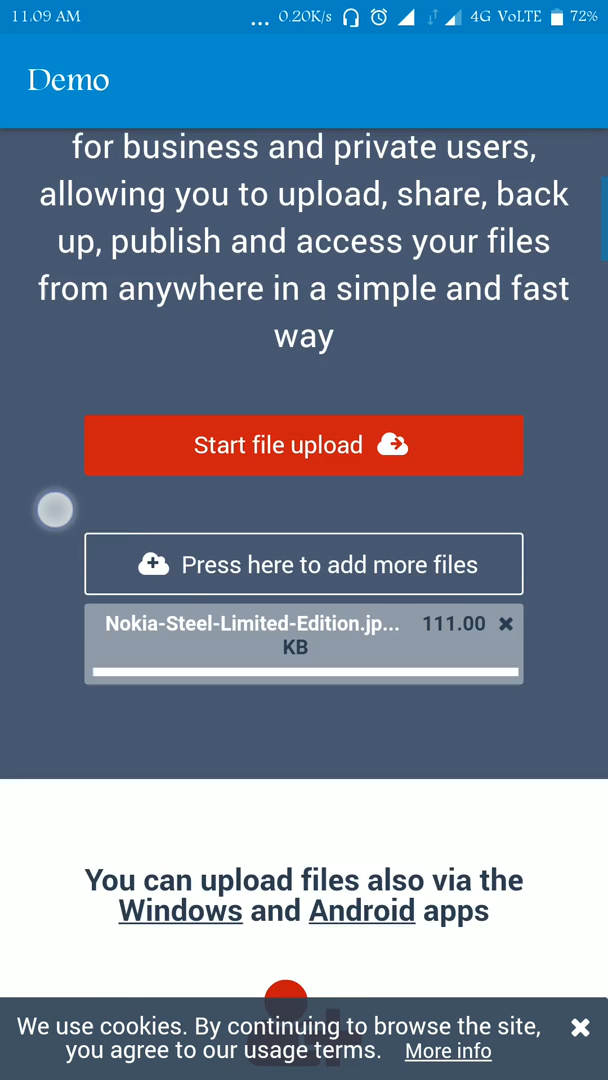 11.09 AM ... 0.20K/s 4G VoLTE 72%
Demo
for business and private users,
allowing you to upload, share, back
up, publish and access your files
from anywhere in a simple and fast
way
Start file upload
Press here to add more files
Nokia-Steel-Limited-Edition.jp... 111.00
KB
You can upload files also via the
Windows and Android apps
We use cookies. By continuing to browse the site,
you agree to our usage terms. More info